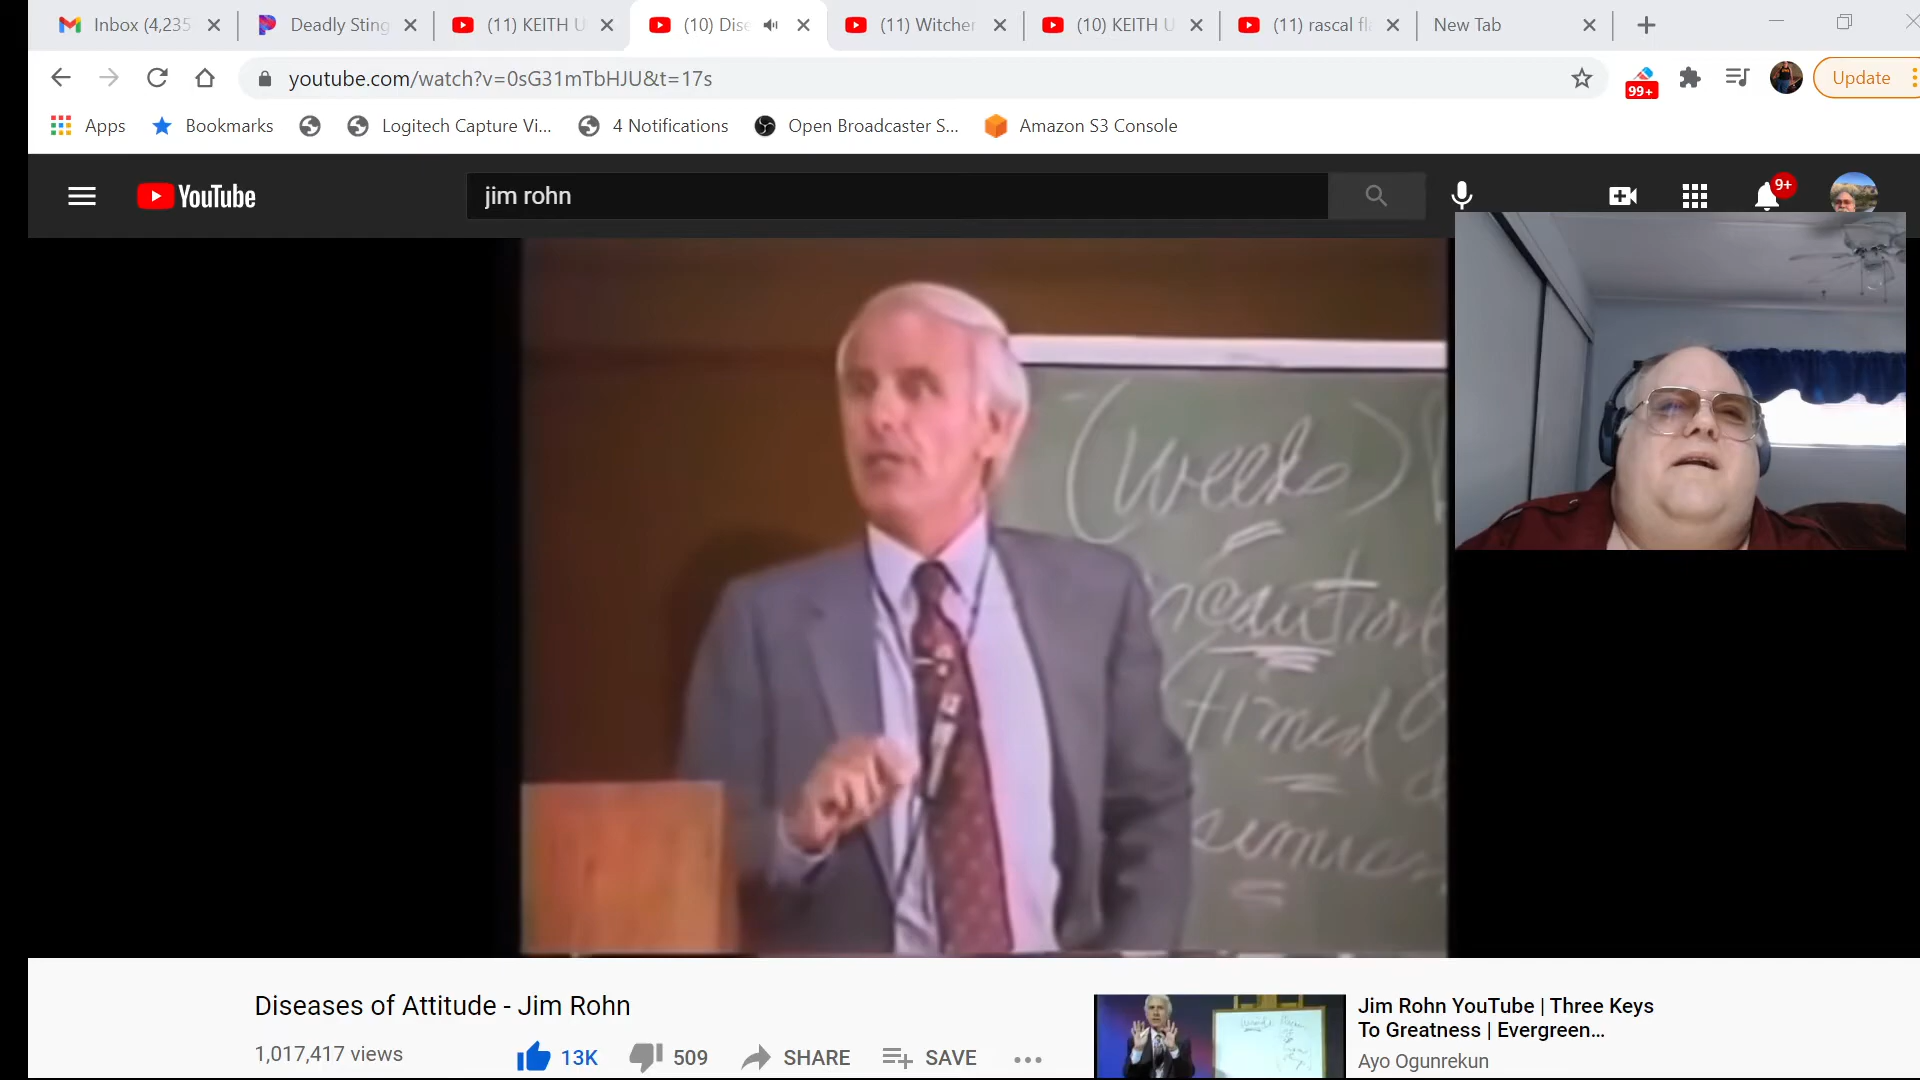 Inbox (4,235
Deadly Sting
(11) KEITH U
(10) Dise
(11) Witcher
(10) KEITH U
(11) rascal fl
New Tab
youtube.com/watch?v=0sG31mTbHJU&t=17s
99+
Update
Apps
Bookmarks
Logitech Capture Vi...
4 Notifications
Open Broadcaster S...
Amazon S3 Console
YouTube
jim rohn
9+
(weeds)
timed
Diseases of Attitude - Jim Rohn
1,017,417 views
13K
509
SHARE
SAVE
Jim Rohn YouTube | Three Keys
To Greatness | Evergreen...
Ayo Ogunrekun